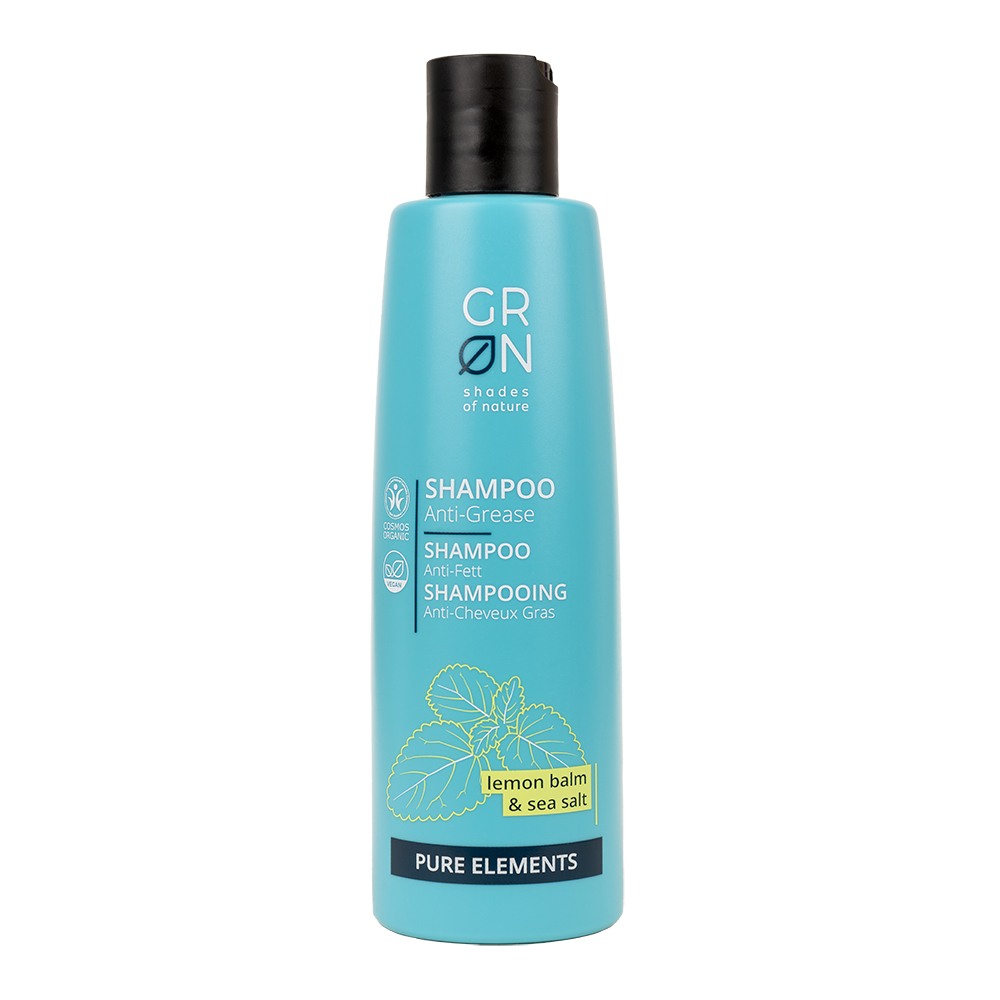 GR
ØN
shades
of nature
COSMOS
ORGANIC
VEGAN
SHAMPOO
Anti-Grease
SHAMPOO
Anti-Fett
SHAMPOOING
Anti-Cheveux Gras
lemon balm
& sea salt
PURE ELEMENTS